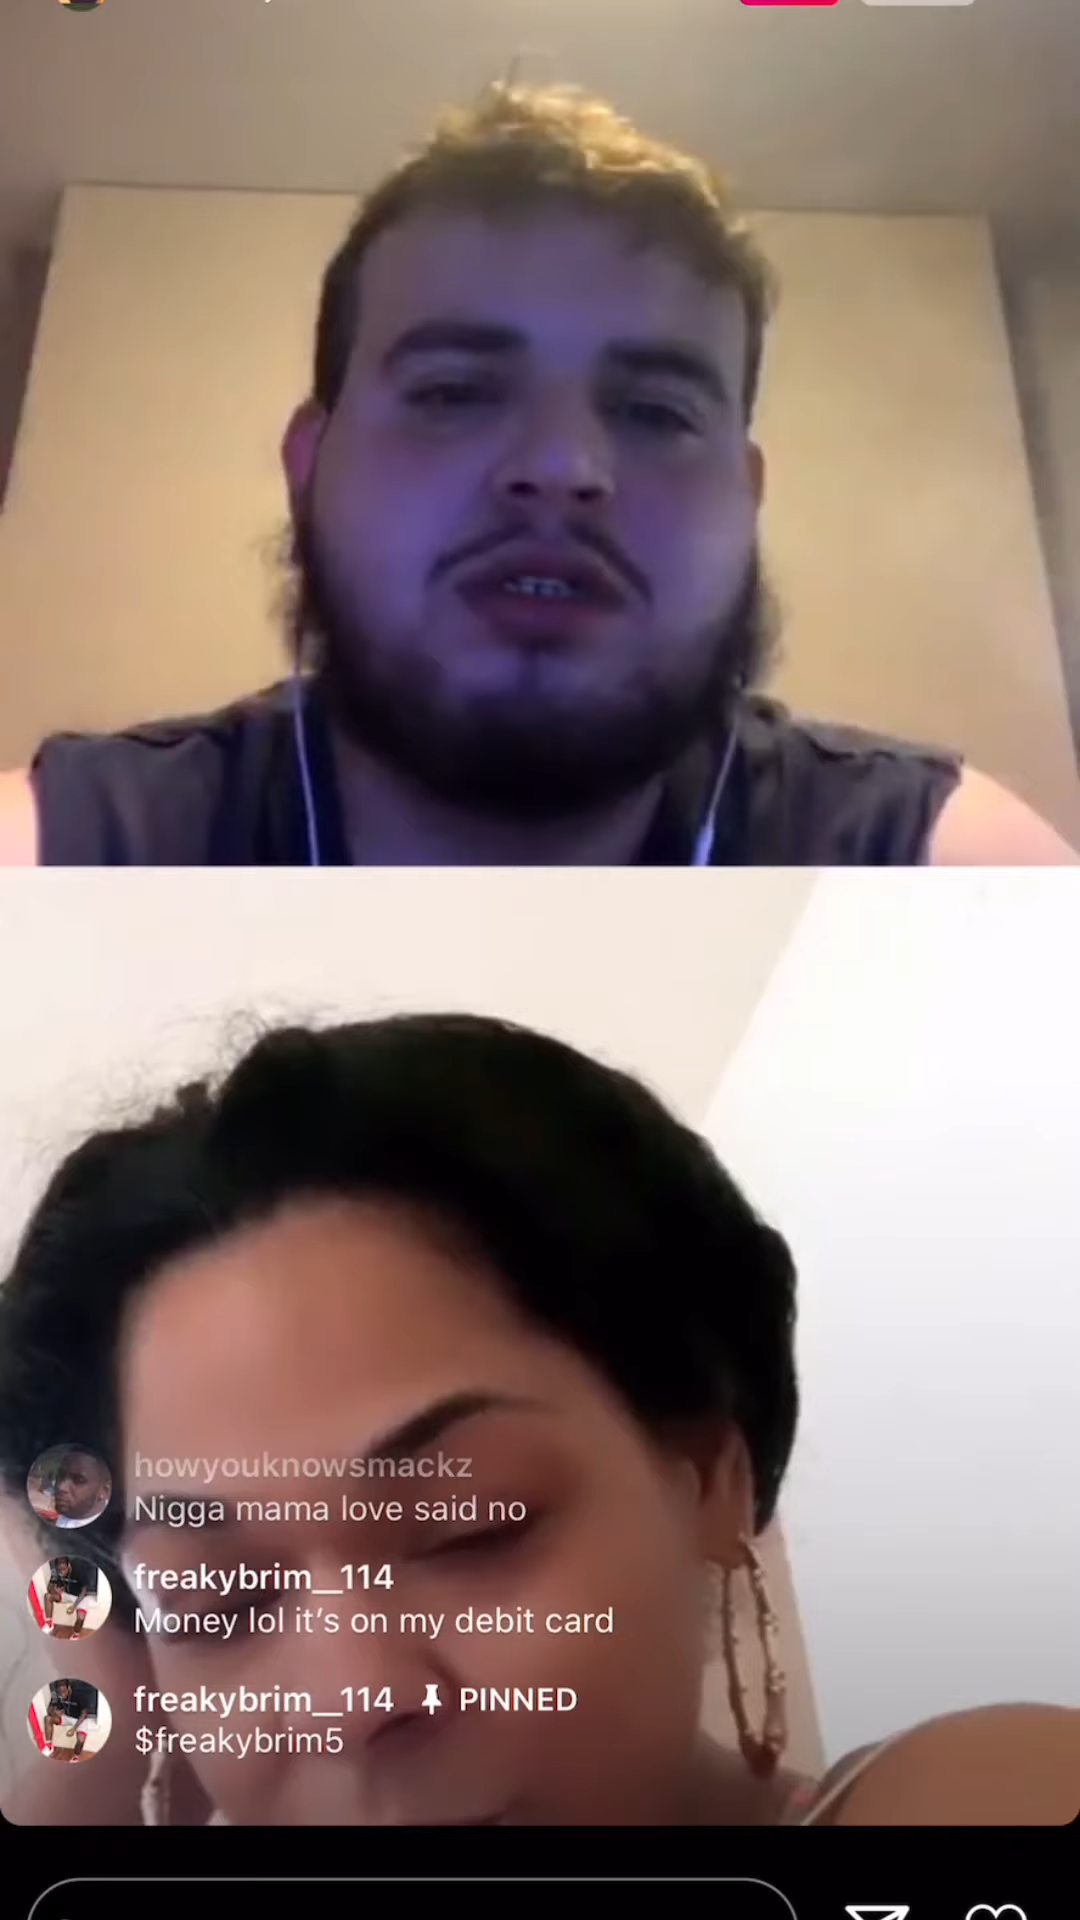 howyouknowsmackz
Nigga mama love said no
freakybrim__114
Money lol it’s on my debit card
freakybrim__114 PINNED
$freakybrim5